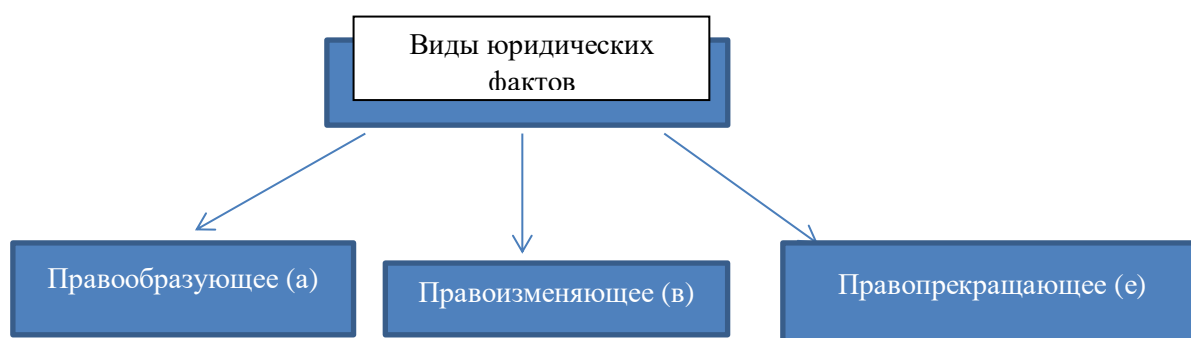 Виды юридических
фактов
Правообразующее (а)
Правоизменяющее (в)
Правопрекращающее (е)